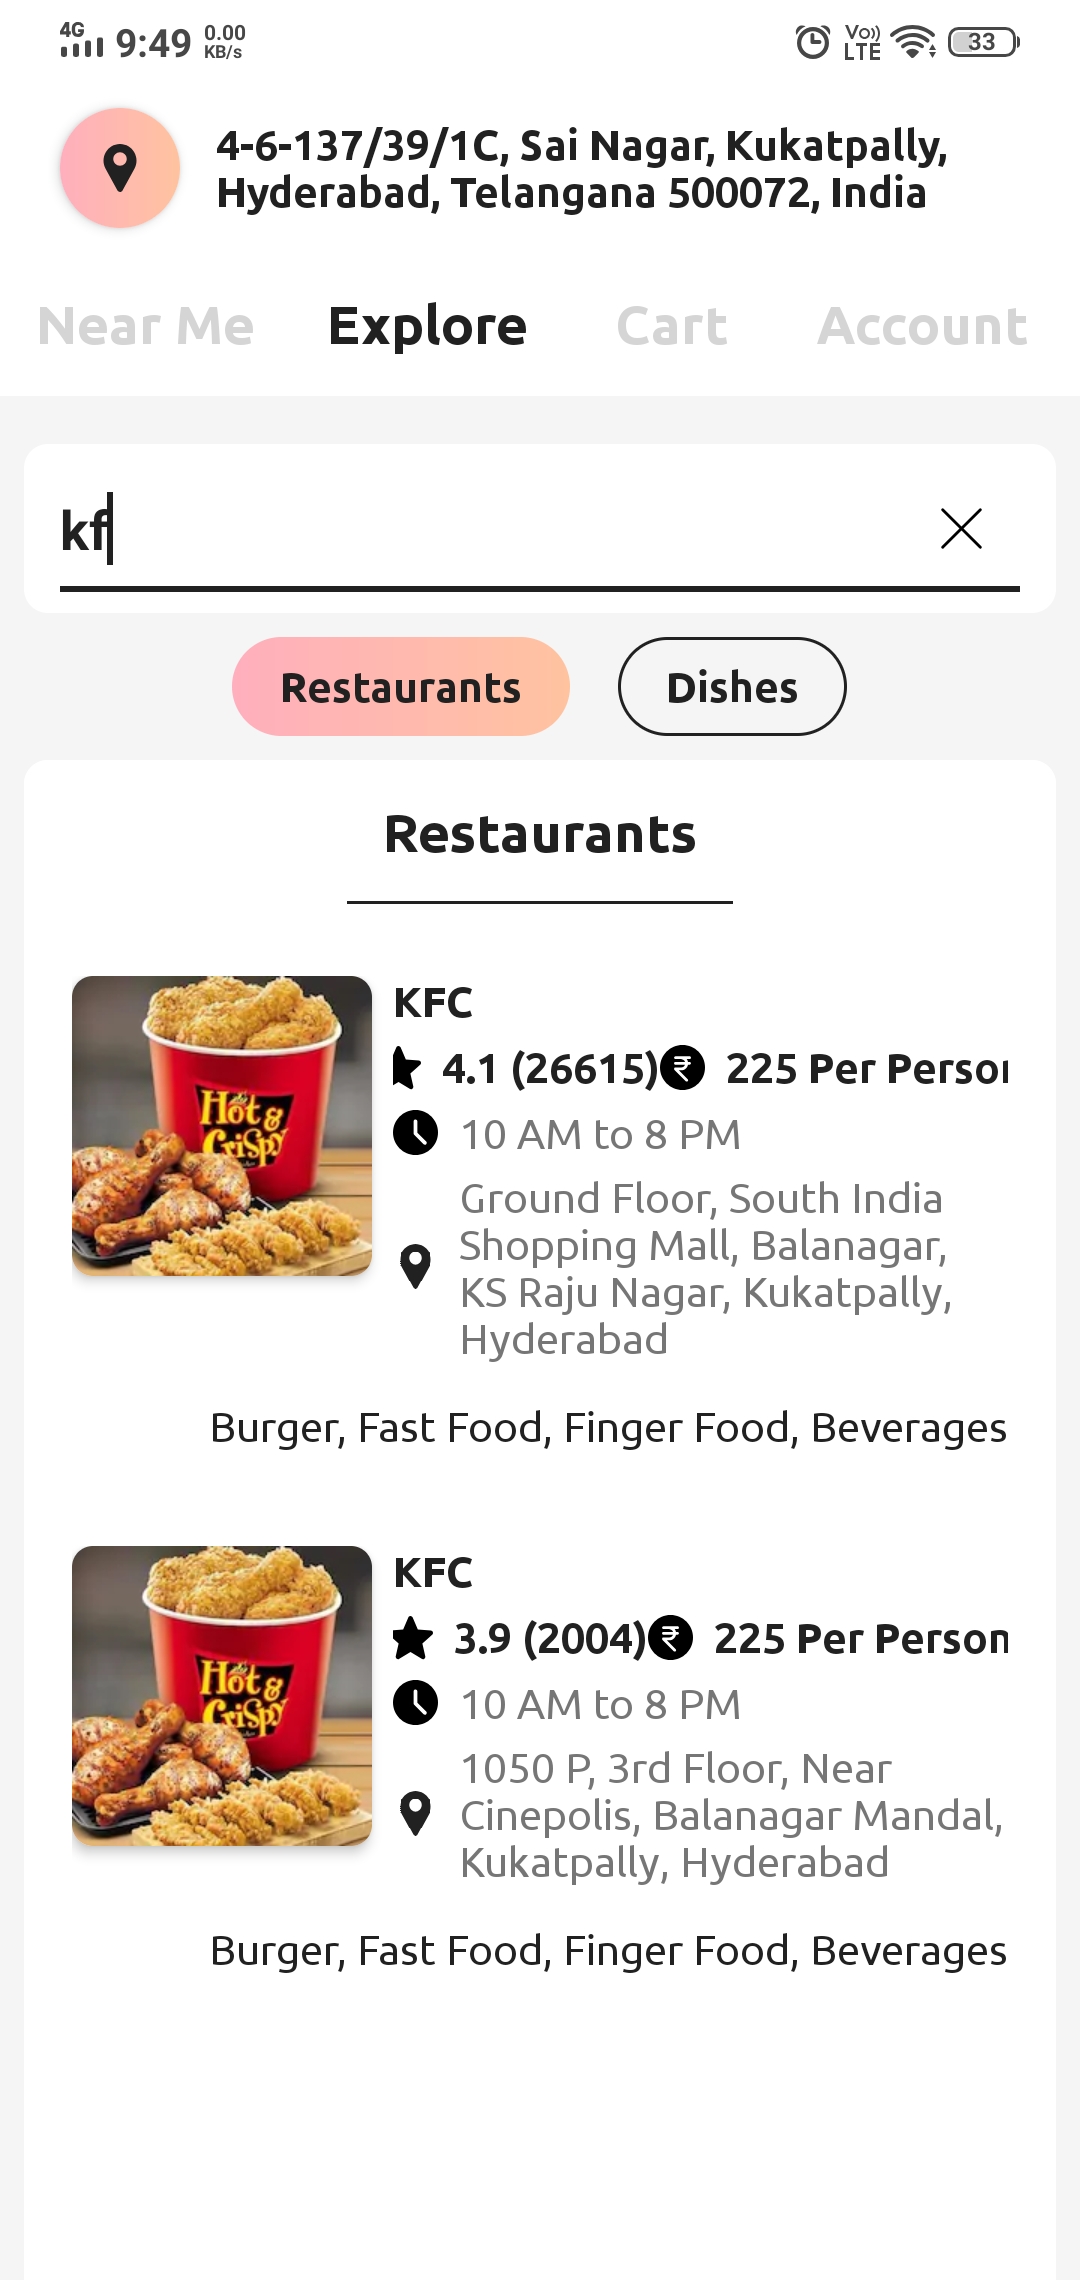 4G 9:49 0.00 KB/s Vo)) LTE 33
4-6-137/39/1C, Sai Nagar, Kukatpally,
Hyderabad, Telangana 500072, India
Near Me Explore Cart Account
kf
Restaurants Dishes
Restaurants
KFC
4.1 (26615) ₹ 225 Per Person
10 AM to 8 PM
Ground Floor, South India
Shopping Mall, Balanagar,
KS Raju Nagar, Kukatpally,
Hyderabad
Hot &
Crispy
Burger, Fast Food, Finger Food, Beverages
KFC
3.9 (2004) ₹ 225 Per Person
10 AM to 8 PM
1050 P, 3rd Floor, Near
Cinepolis, Balanagar Mandal,
Kukatpally, Hyderabad
Hot &
Crispy
Burger, Fast Food, Finger Food, Beverages